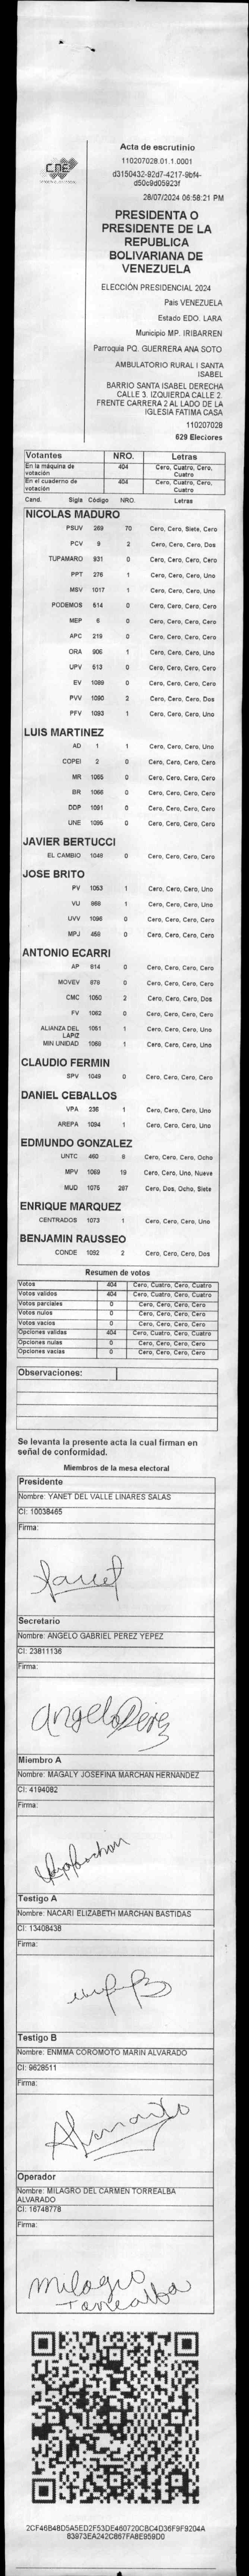 CNE
Acta de escrutinio
110207028.01.1.0001
d3150432-92d7-4217-9bf4-
d50c9d05923f
28/07/2024 06:58:21 PM
PRESIDENTA O
PRESIDENTE DE LA
REPUBLICA
BOLIVARIANA DE
VENEZUELA
ELECCIÓN PRESIDENCIAL 2024
Pais VENEZUELA
Estado EDO. LARA
Municipio MP. IRIBARREN
Parroquia PQ. GUERRERA ANA SOTO
AMBULATORIO RURAL I SANTA
ISABEL
BARRIO SANTA ISABEL DERECHA
CALLE 3. IZQUIERDA CALLE 2.
FRENTE CARRERA 2 AL LADO DE LA
IGLESIA FATIMA CASA
110207028
629 Electores
Votantes NRO. Letras
En la máquina de votación 404 Cero, Cuatro, Cero, Cuatro
En el cuaderno de votación 404 Cero, Cuatro, Cero, Cuatro
Cand. Sigla Código NRO. Letras
NICOLAS MADURO
PSUV 269 70 Cero, Cero, Siete, Cero
PCV 9 2 Cero, Cero, Cero, Dos
TUPAMARO 931 0 Cero, Cero, Cero, Cero
PPT 276 1 Cero, Cero, Cero, Uno
MSV 1017 1 Cero, Cero, Cero, Uno
PODEMOS 514 0 Cero, Cero, Cero, Cero
MEP 6 0 Cero, Cero, Cero, Cero
APC 219 0 Cero, Cero, Cero, Cero
ORA 906 1 Cero, Cero, Cero, Uno
UPV 513 0 Cero, Cero, Cero, Cero
EV 1089 0 Cero, Cero, Cero, Cero
PVV 1090 2 Cero, Cero, Cero, Dos
PFV 1093 1 Cero, Cero, Cero, Uno
LUIS MARTINEZ
AD 1 1 Cero, Cero, Cero, Uno
COPEI 2 0 Cero, Cero, Cero, Cero
MR 1065 0 Cero, Cero, Cero, Cero
BR 1066 0 Cero, Cero, Cero, Cero
DDP 1091 0 Cero, Cero, Cero, Cero
UNE 1095 0 Cero, Cero, Cero, Cero
JAVIER BERTUCCI
EL CAMBIO 1048 0 Cero, Cero, Cero, Cero
JOSE BRITO
PV 1053 1 Cero, Cero, Cero, Uno
VU 868 1 Cero, Cero, Cero, Uno
UVV 1096 0 Cero, Cero, Cero, Cero
MPJ 458 0 Cero, Cero, Cero, Cero
ANTONIO ECARRI
AP 814 0 Cero, Cero, Cero, Cero
MOVEV 878 0 Cero, Cero, Cero, Cero
CMC 1050 2 Cero, Cero, Cero, Dos
FV 1062 0 Cero, Cero, Cero, Cero
ALIANZA DEL LAPIZ 1051 1 Cero, Cero, Cero, Uno
MIN UNIDAD 1088 1 Cero, Cero, Cero, Uno
CLAUDIO FERMIN
SPV 1049 0 Cero, Cero, Cero, Cero
DANIEL CEBALLOS
VPA 236 1 Cero, Cero, Cero, Uno
AREPA 1094 1 Cero, Cero, Cero, Uno
EDMUNDO GONZALEZ
UNTC 460 8 Cero, Cero, Cero, Ocho
MPV 1069 19 Cero, Cero, Uno, Nueve
MUD 1075 287 Cero, Dos, Ocho, Siete
ENRIQUE MARQUEZ
CENTRADOS 1073 1 Cero, Cero, Cero, Uno
BENJAMIN RAUSSEO
CONDE 1092 2 Cero, Cero, Cero, Dos
Resumen de votos
Votos 404 Cero, Cuatro, Cero, Cuatro
Votos validos 404 Cero, Cuatro, Cero, Cuatro
Votos parciales 0 Cero, Cero, Cero, Cero
Votos nulos 0 Cero, Cero, Cero, Cero
Votos vacios 0 Cero, Cero, Cero, Cero
Opciones validas 404 Cero, Cuatro, Cero, Cuatro
Opciones nulas 0 Cero, Cero, Cero, Cero
Opciones vacías 0 Cero, Cero, Cero, Cero
Observaciones:
Se levanta la presente acta la cual firman en
señal de conformidad.
Miembros de la mesa electoral
Presidente
Nombre: YANET DEL VALLE LINARES SALAS
CI: 10038465
Firma:
Yanet
Secretario
Nombre: ANGELO GABRIEL PEREZ YEPEZ
CI: 23811136
Firma:
Angelo Perez
Miembro A
Nombre: MAGALY JOSEFINA MARCHAN HERNANDEZ
CI: 4194082
Firma:
Testigo A
Nombre: NACARI ELIZABETH MARCHAN BASTIDAS
CI: 13408438
Firma:
Testigo B
Nombre: ENMMA COROMOTO MARIN ALVARADO
CI: 9628511
Firma:
Alvarado
Operador
Nombre: MILAGRO DEL CARMEN TORREALBA
ALVARADO
CI: 16748778
Firma:
Milagro
Torrealba
2CF46B48D5A5ED2F53DE460720CBC4D36F9F9204A
83973EA242C867FA8E959D0